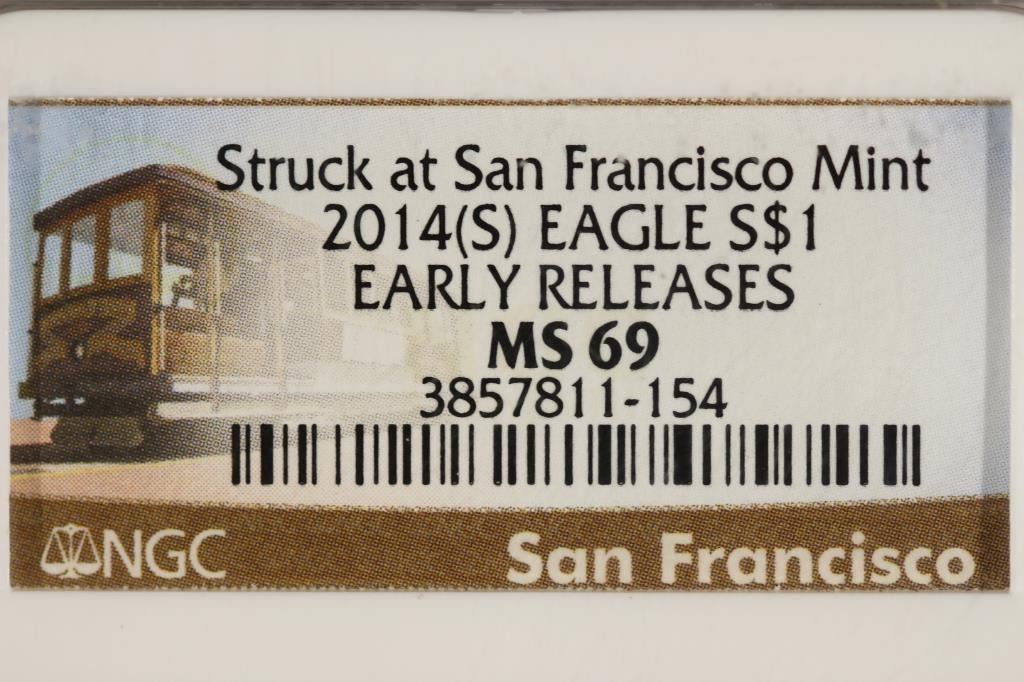 Struck at San Francisco Mint
2014(S) EAGLE S$1
EARLY RELEASES
MS 69
3857811-154
NGC
San Francisco